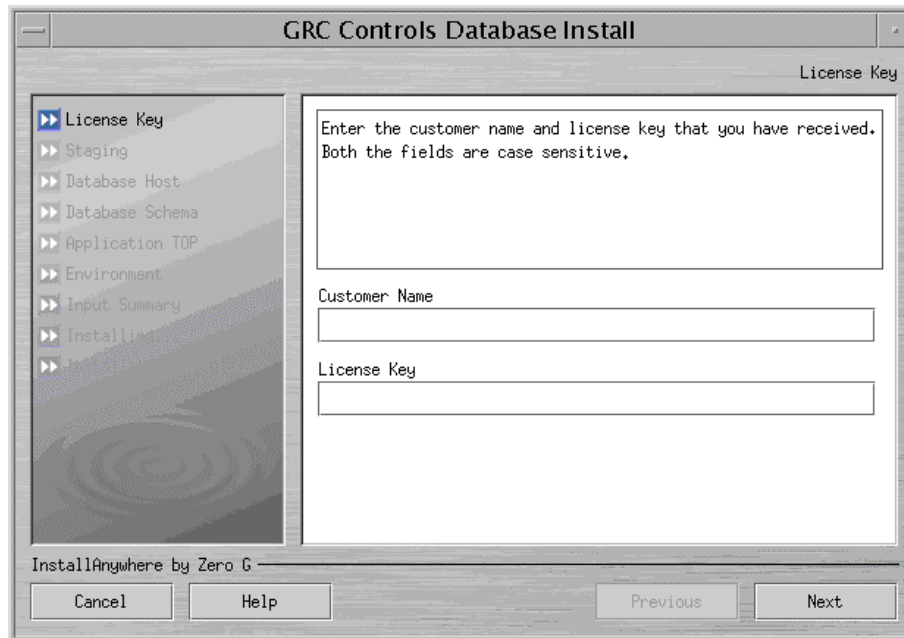 GRC Controls Database Install
License Key
License Key
Staging
Database Host
Database Schema
Application TOP
Environment
Input Summary
Installing...
Enter the customer name and license key that you have received.
Both the fields are case sensitive.
Customer Name
License Key
InstallAnywhere by Zero G
Cancel
Help
Previous
Next